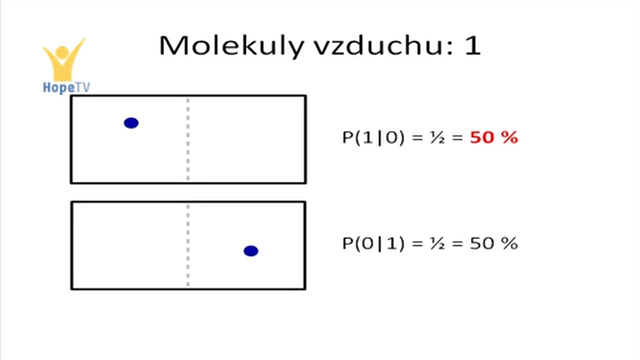 Molekuly vzduchu: 1
HopeTV
P(1|0) = ½ = 50 %
P(0|1) = ½ = 50 %